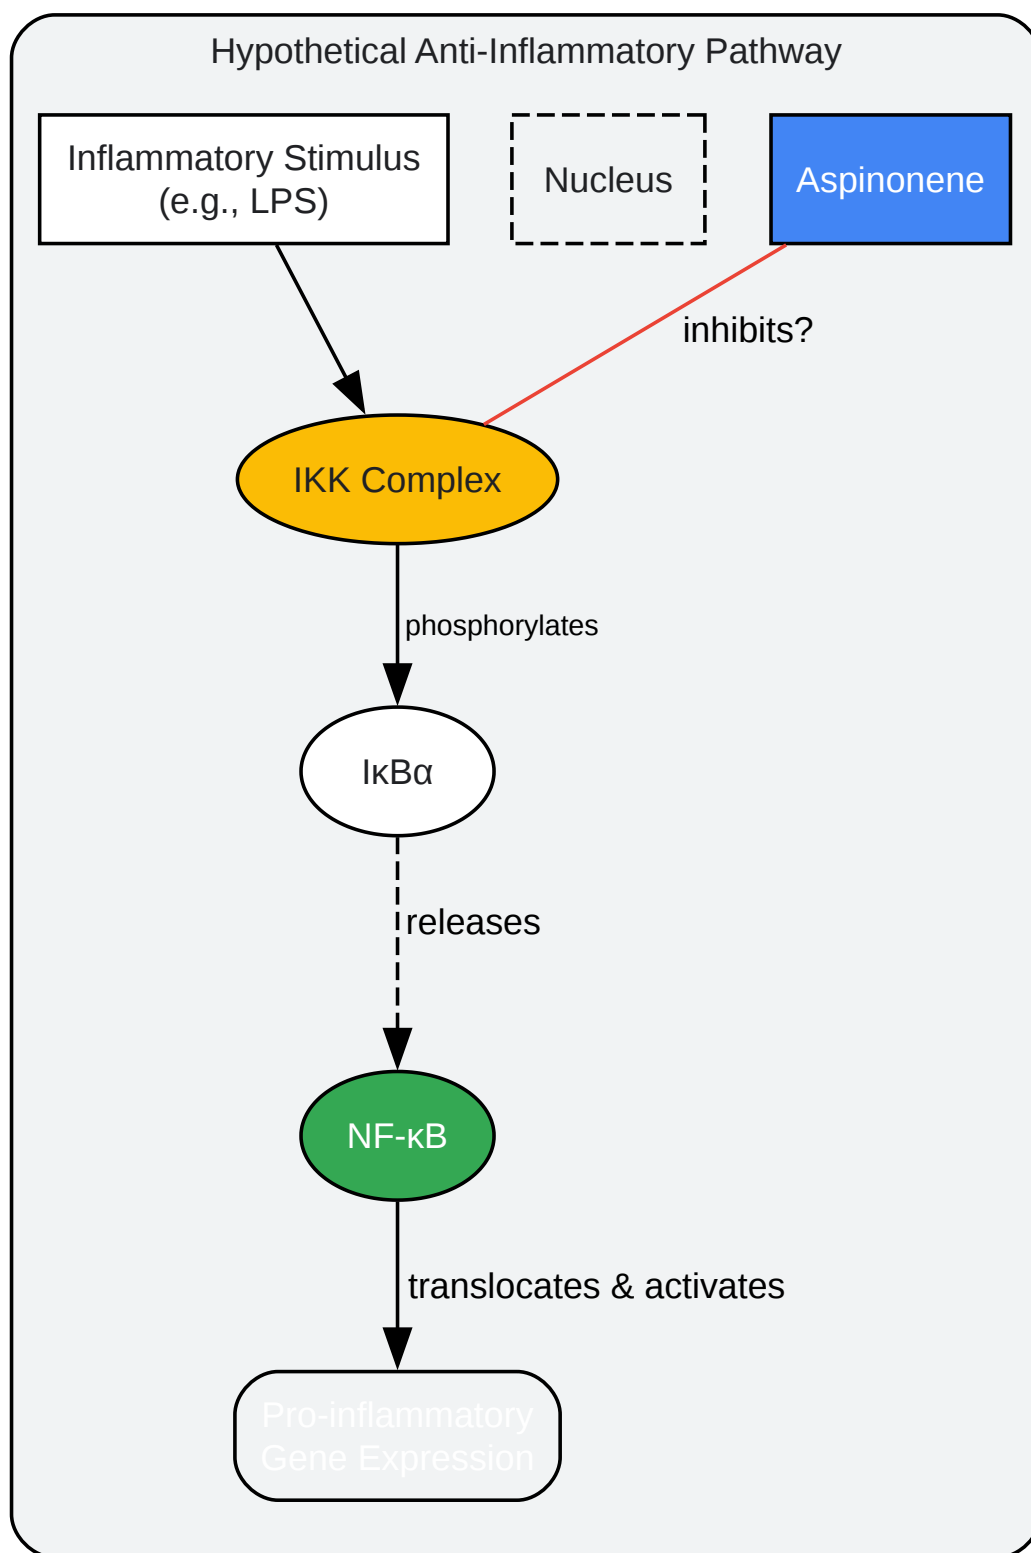 Hypothetical Anti-Inflammatory Pathway
Inflammatory Stimulus
(e.g., LPS)
Nucleus
Aspinonene
inhibits?
IKK Complex
phosphorylates
IκBα
releases
NF-κB
translocates & activates
Pro-inflammatory
Gene Expression